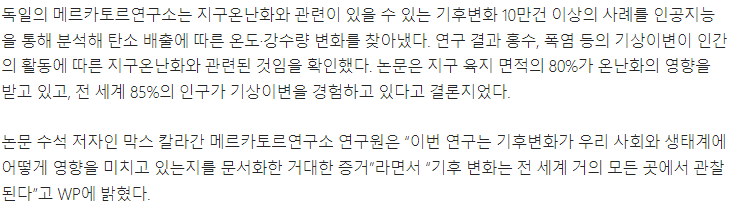 독일의 메르카토르연구소는 지구온난화와 관련이 있을 수 있는 기후변화 10만건 이상의 사례를 인공지능
을 통해 분석해 탄소 배출에 따른 온도·강수량 변화를 찾아냈다. 연구 결과 홍수, 폭염 등의 기상이변이 인간
의 활동에 따른 지구온난화와 관련된 것임을 확인했다. 논문은 지구 육지 면적의 80%가 온난화의 영향을
받고 있고, 전 세계 85%의 인구가 기상이변을 경험하고 있다고 결론지었다.
논문 수석 저자인 막스 칼라간 메르카토르연구소 연구원은 “이번 연구는 기후변화가 우리 사회와 생태계에
어떻게 영향을 미치고 있는지를 문서화한 거대한 증거”라면서 “기후 변화는 전 세계 거의 모든 곳에서 관찰
된다”고 WP에 밝혔다.